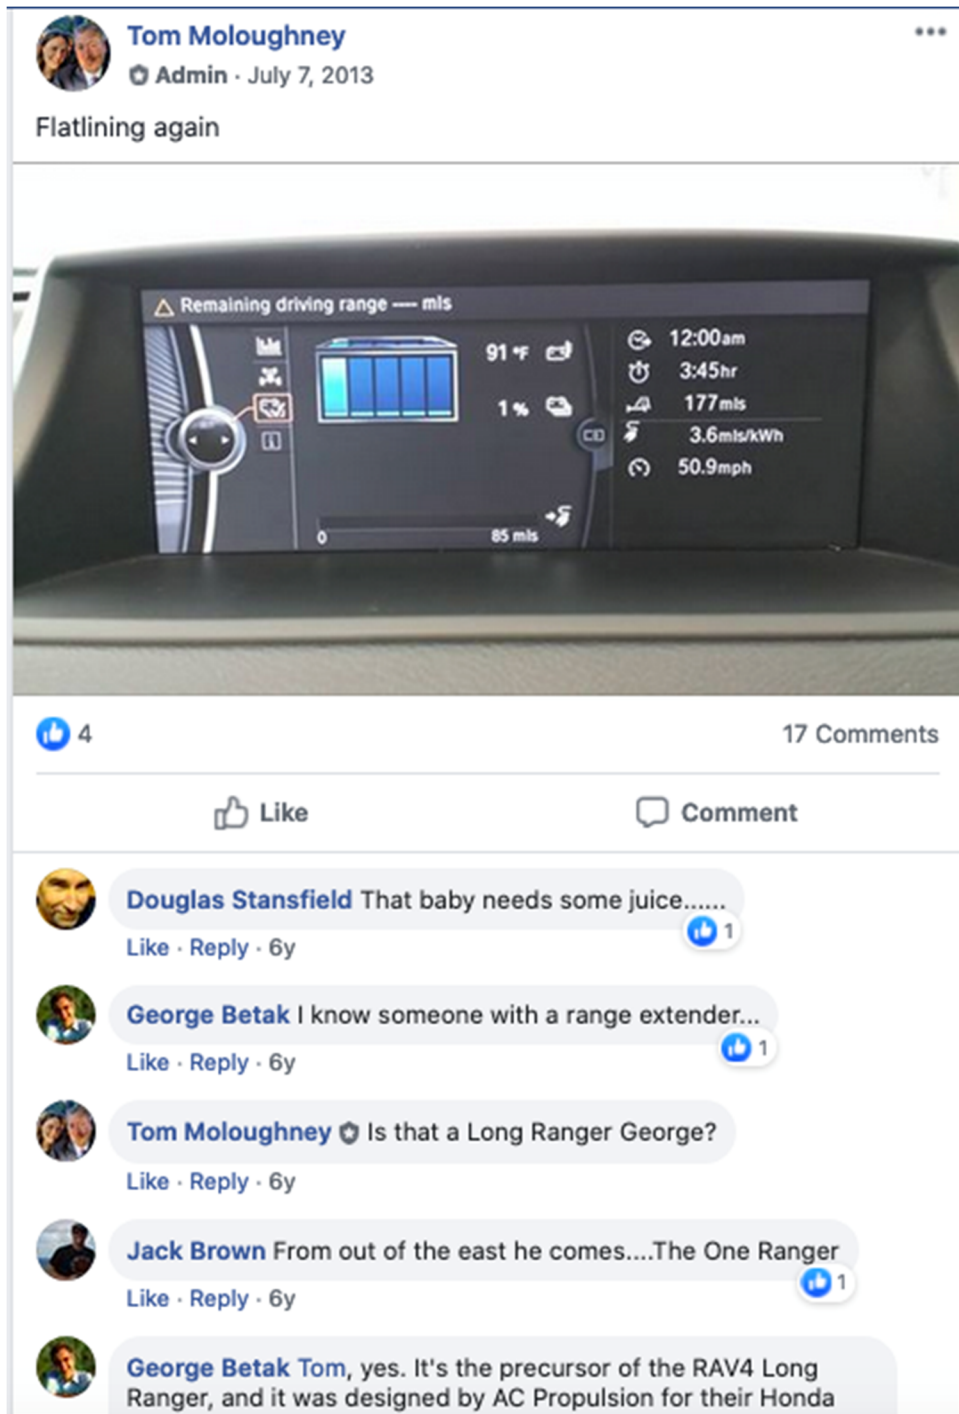 Tom Moloughney
Admin · July 7, 2013
Flatlining again
Remaining driving range ---- mls
91 °F
1 %
0
85 mls
12:00am
3:45hr
177mls
3.6mls/kWh
50.9mph
4
17 Comments
Like
Comment
Douglas Stansfield That baby needs some juice......
1
Like · Reply · 6y
George Betak I know someone with a range extender...
1
Like · Reply · 6y
Tom Moloughney Is that a Long Ranger George?
Like · Reply · 6y
Jack Brown From out of the east he comes....The One Ranger
1
Like · Reply · 6y
George Betak Tom, yes. It's the precursor of the RAV4 Long
Ranger, and it was designed by AC Propulsion for their Honda